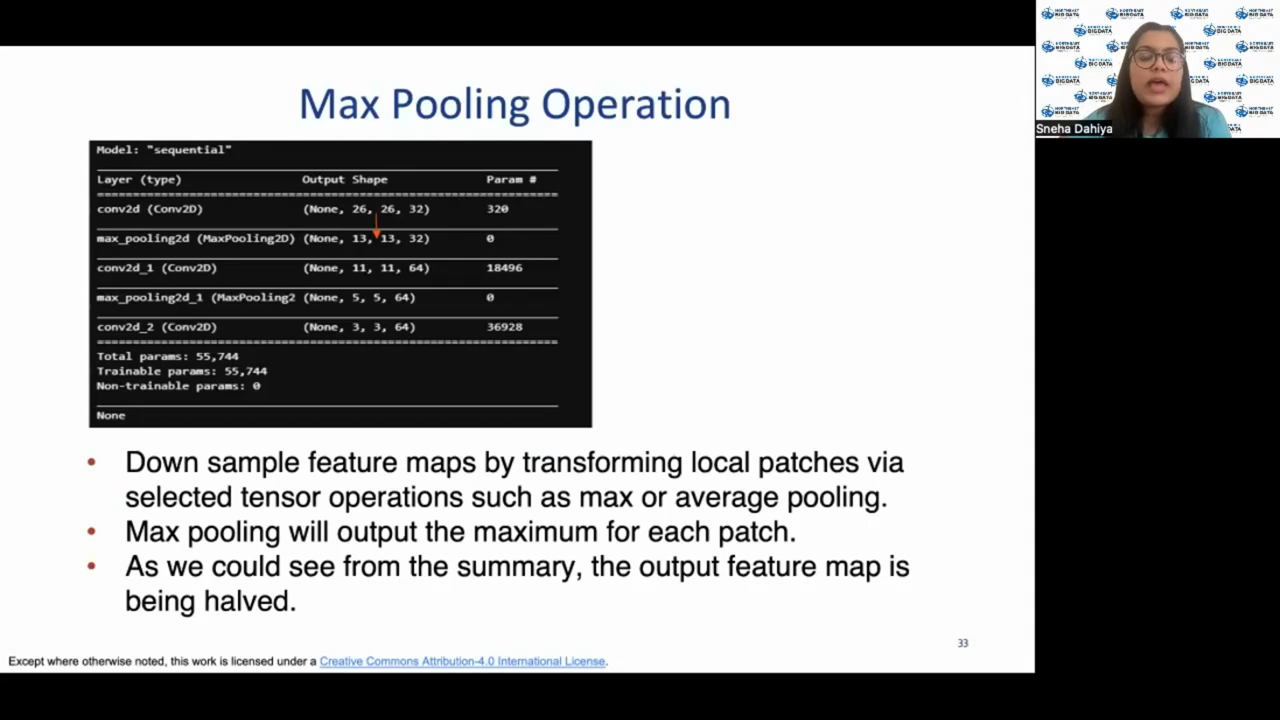 Max Pooling Operation
Model: "sequential"
Layer (type) Output Shape Param #
conv2d (Conv2D) (None, 26, 26, 32) 320
max_pooling2d (MaxPooling2D) (None, 13, 13, 32) 0
conv2d_1 (Conv2D) (None, 11, 11, 64) 18496
max_pooling2d_1 (MaxPooling2 (None, 5, 5, 64) 0
conv2d_2 (Conv2D) (None, 3, 3, 64) 36928
Total params: 55,744
Trainable params: 55,744
Non-trainable params: 0
None
• Down sample feature maps by transforming local patches via
selected tensor operations such as max or average pooling.
• Max pooling will output the maximum for each patch.
• As we could see from the summary, the output feature map is
being halved.
33
Except where otherwise noted, this work is licensed under a Creative Commons Attribution-4.0 International License.
NORTHEAST
BIG DATA
Sneha Dahiya